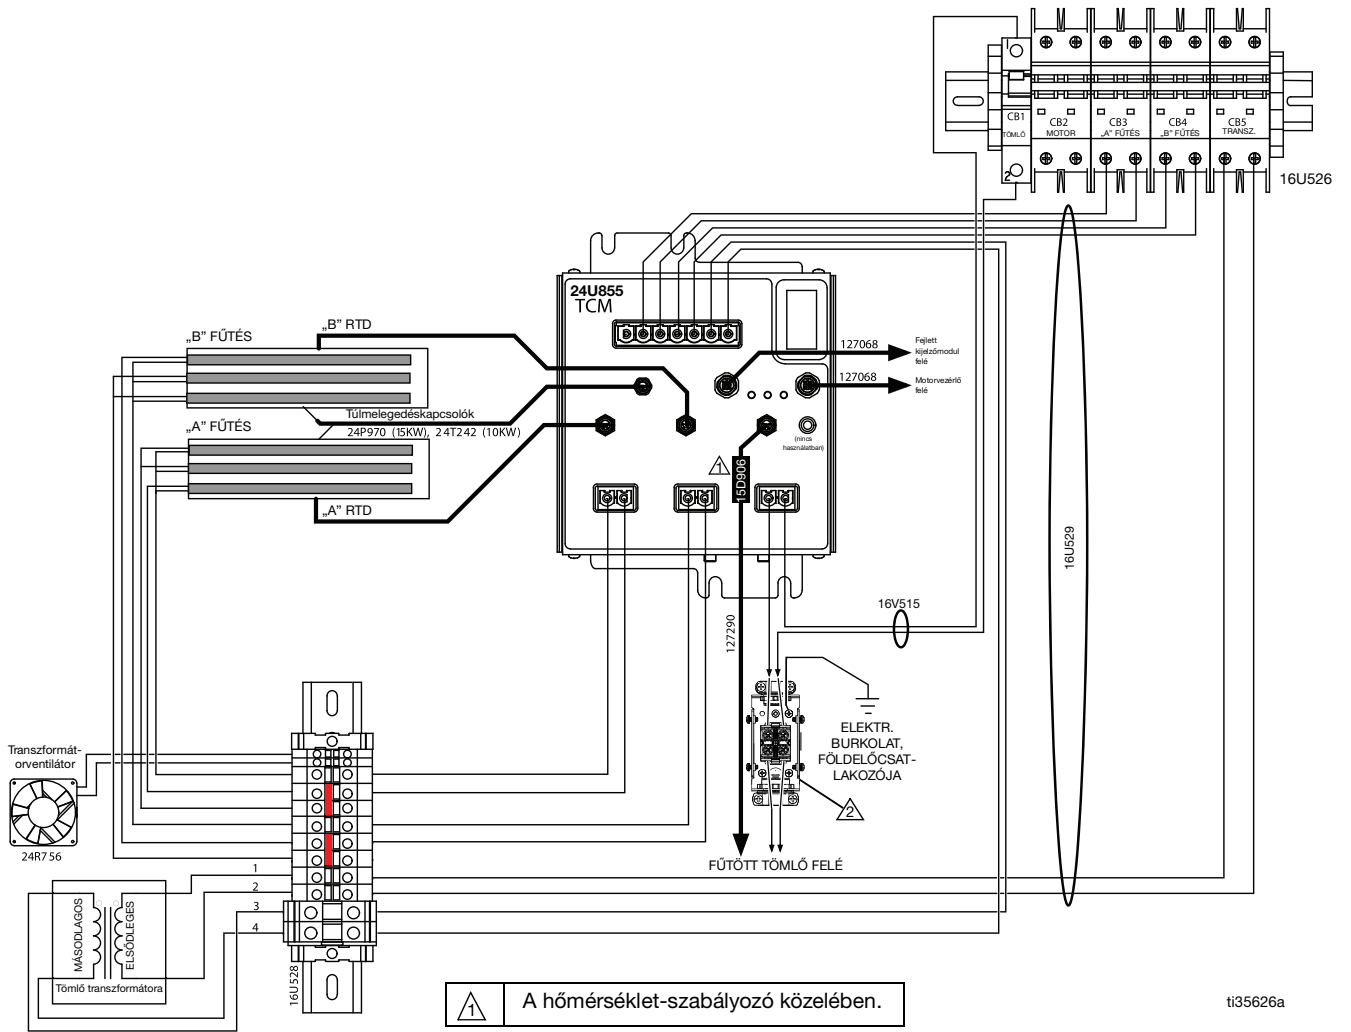 1
CB1
TÖMLŐ
2
CB2
MOTOR
CB3
„A” FŰTÉS
CB4
„B” FŰTÉS
CB5
TRANSZ.
16U526
24U855
TCM
„B” RTD
„B” FŰTÉS
127068
Fejlett
kijelzőmodul
felé
127068
Motorvezérlő
felé
Túlmelegedéskapcsolók
24P970 (15KW), 24T242 (10KW)
„A” FŰTÉS
(nincs
használatban)
1
15D906
„A” RTD
16U529
16V515
127290
ELEKTR.
BURKOLAT,
FÖLDELŐCSAT-
LAKOZÓJA
2
Transzformát-
orventilátor
24R756
FŰTÖTT TÖMLŐ FELÉ
1
2
3
4
MÁSODLAGOS
ELSŐDLEGES
Tömlő transzformátora
16U528
1
A hőmérséklet-szabályozó közelében.
ti35626a